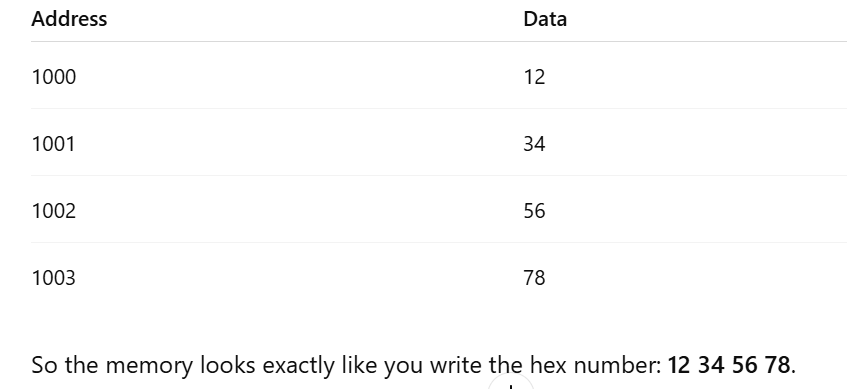 Address Data
1000 12
1001 34
1002 56
1003 78
So the memory looks exactly like you write the hex number: 12 34 56 78.